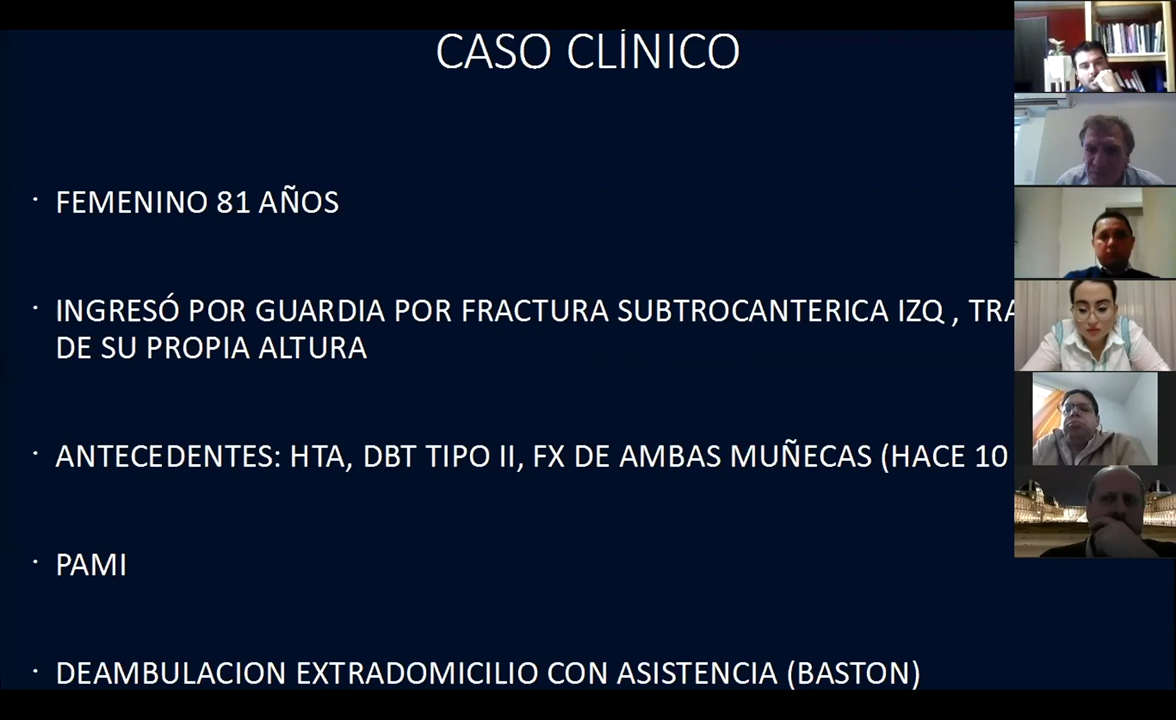 CASO CLÍNICO
· FEMENINO 81 AÑOS
· INGRESÓ POR GUARDIA POR FRACTURA SUBTROCANTERICA IZQ , TRA
DE SU PROPIA ALTURA
· ANTECEDENTES: HTA, DBT TIPO II, FX DE AMBAS MUÑECAS (HACE 10
· PAMI
· DEAMBULACION EXTRADOMICILIO CON ASISTENCIA (BASTON)